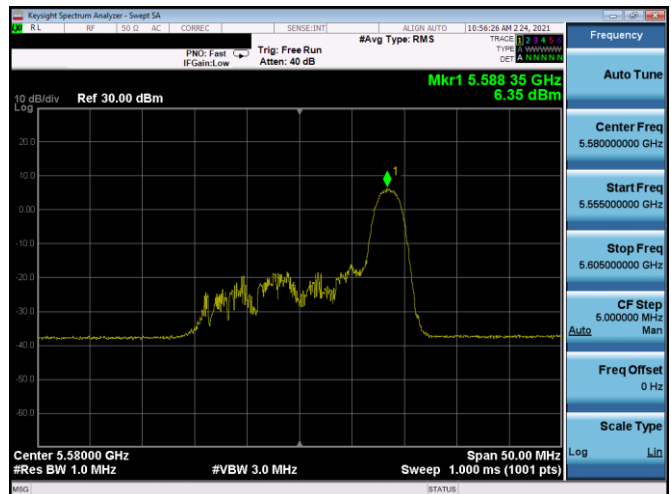 Keysight Spectrum Analyzer - Swept SA
RL RF 50 Ω AC CORREC SENSE:INT ALIGN AUTO 10:56:26 AM 2 24, 2021
#Avg Type: RMS
TRACE 1 2 3 4 5 6
TYPE A WWWWW
DET A N N N N N
PNO: Fast
IFGain:Low
Trig: Free Run
Atten: 40 dB
Mkr1 5.588 35 GHz
6.35 dBm
10 dB/div Ref 30.00 dBm
Log
20.0
10.0
0.00
-10.0
-20.0
-30.0
-40.0
-50.0
-60.0
1
Center 5.58000 GHz
Span 50.00 MHz
#Res BW 1.0 MHz
#VBW 3.0 MHz
Sweep 1.000 ms (1001 pts)
MSG
STATUS
Frequency
Auto Tune
Center Freq
5.580000000 GHz
Start Freq
5.555000000 GHz
Stop Freq
5.605000000 GHz
CF Step
5.000000 MHz
Auto Man
Freq Offset
0 Hz
Scale Type
Log Lin